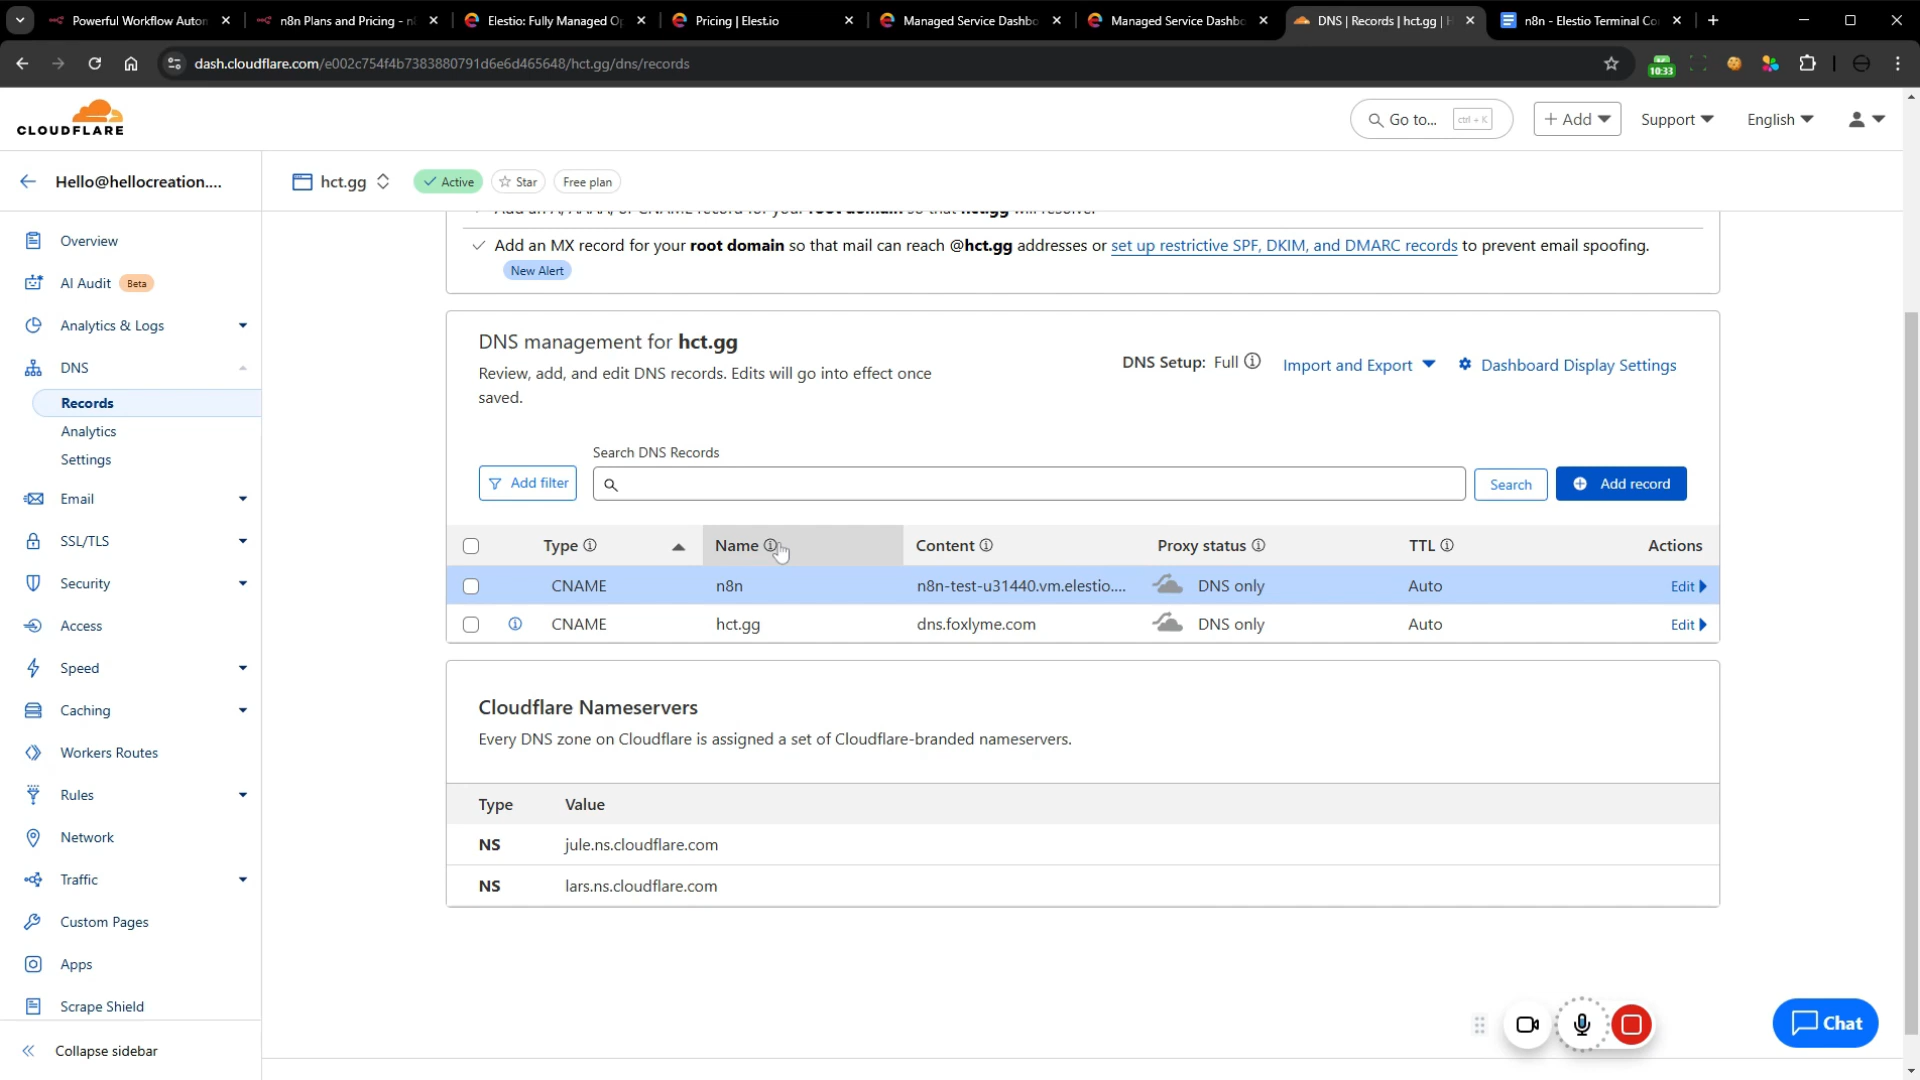 Powerful Workflow Autom
n8n Plans and Pricing - n8
Elestio: Fully Managed Op
Pricing | Elest.io
Managed Service Dashbo
Managed Service Dashbo
DNS | Records | hct.gg | H
n8n - Elestio Terminal Co
dash.cloudflare.com/e002c754f4b7383880791d6e6d465648/hct.gg/dns/records
10:33
CLOUDFLARE
Go to...
ctrl + K
Add
Support
English
Hello@hellocreation....
hct.gg
Active
Star
Free plan
Overview
AI Audit
Beta
Analytics & Logs
DNS
Records
Analytics
Settings
Email
SSL/TLS
Security
Access
Speed
Caching
Workers Routes
Rules
Network
Traffic
Custom Pages
Apps
Scrape Shield
Collapse sidebar
Add an MX record for your root domain so that mail can reach @hct.gg addresses or set up restrictive SPF, DKIM, and DMARC records to prevent email spoofing.
New Alert
DNS management for hct.gg
Review, add, and edit DNS records. Edits will go into effect once
saved.
DNS Setup: Full
Import and Export
Dashboard Display Settings
Search DNS Records
Add filter
Search
Add record
Type Name Content Proxy status TTL Actions
CNAME n8n n8n-test-u31440.vm.elestio.... DNS only Auto Edit
CNAME hct.gg dns.foxlyme.com DNS only Auto Edit
Cloudflare Nameservers
Every DNS zone on Cloudflare is assigned a set of Cloudflare-branded nameservers.
Type Value
NS jule.ns.cloudflare.com
NS lars.ns.cloudflare.com
Chat